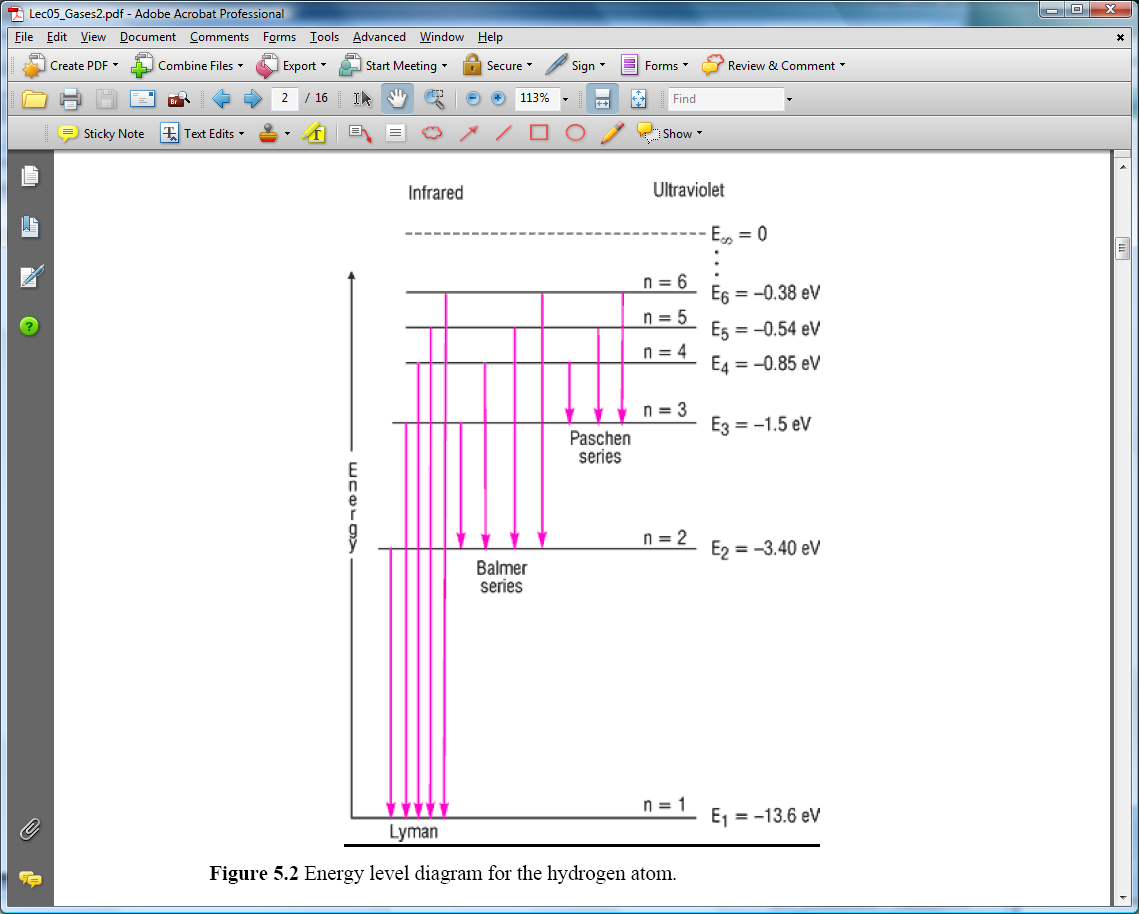 Lec05_Gases2.pdf - Adobe Acrobat Professional
File Edit View Document Comments Forms Tools Advanced Window Help
Create PDF Combine Files Export Start Meeting Secure Sign Forms Review & Comment
2 / 16 113% Find
Sticky Note Text Edits Show
Infrared Ultraviolet
E∞ = 0
n = 6 E6 = –0.38 eV
n = 5 E5 = –0.54 eV
n = 4 E4 = –0.85 eV
n = 3 E3 = –1.5 eV
Paschen
series
Energy
n = 2 E2 = –3.40 eV
Balmer
series
n = 1 E1 = –13.6 eV
Lyman
Figure 5.2 Energy level diagram for the hydrogen atom.